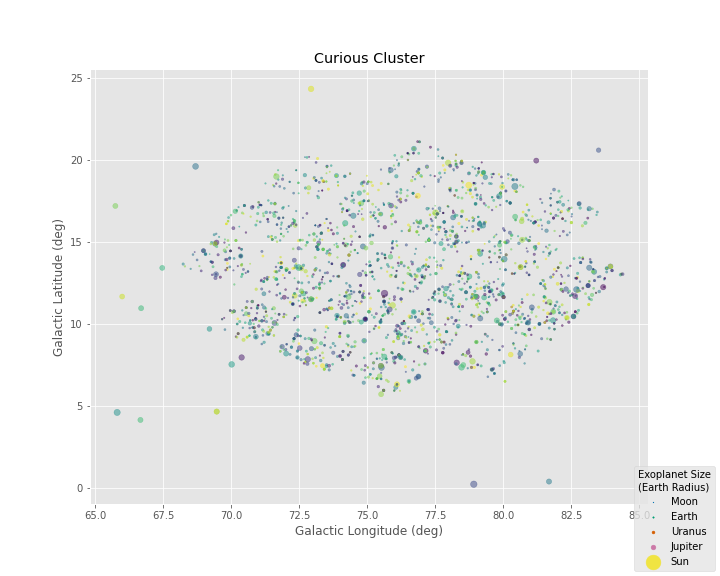 Curious Cluster
25
20
15
10
5
0
Galactic Latitude (deg)
65.0 67.5 70.0 72.5 75.0 77.5 80.0 82.5 85.0
Galactic Longitude (deg)
Exoplanet Size
(Earth Radius)
Moon
Earth
Uranus
Jupiter
Sun